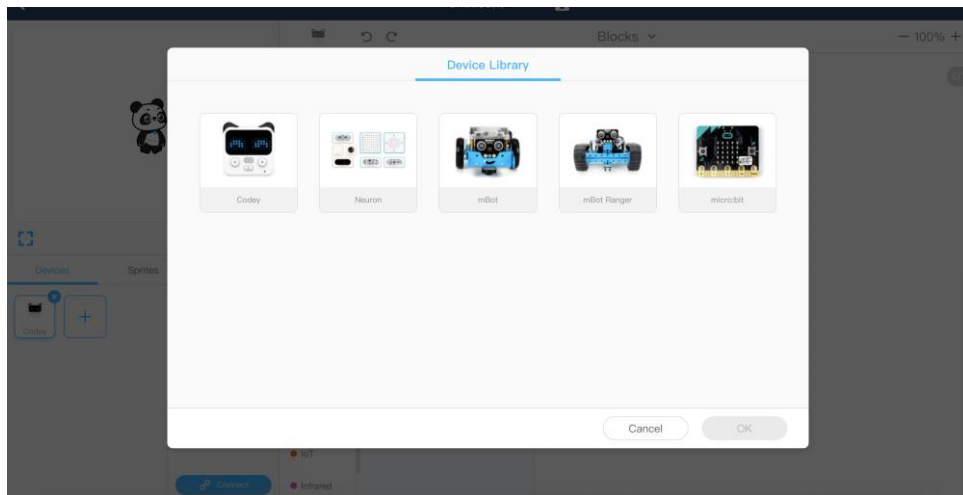 Blocks
100%
Device Library
Codey
Neuron
mBot
mBot Ranger
micro:bit
Devices
Sprites
Codey
Cancel
OK
IoT
Connect
Infrared